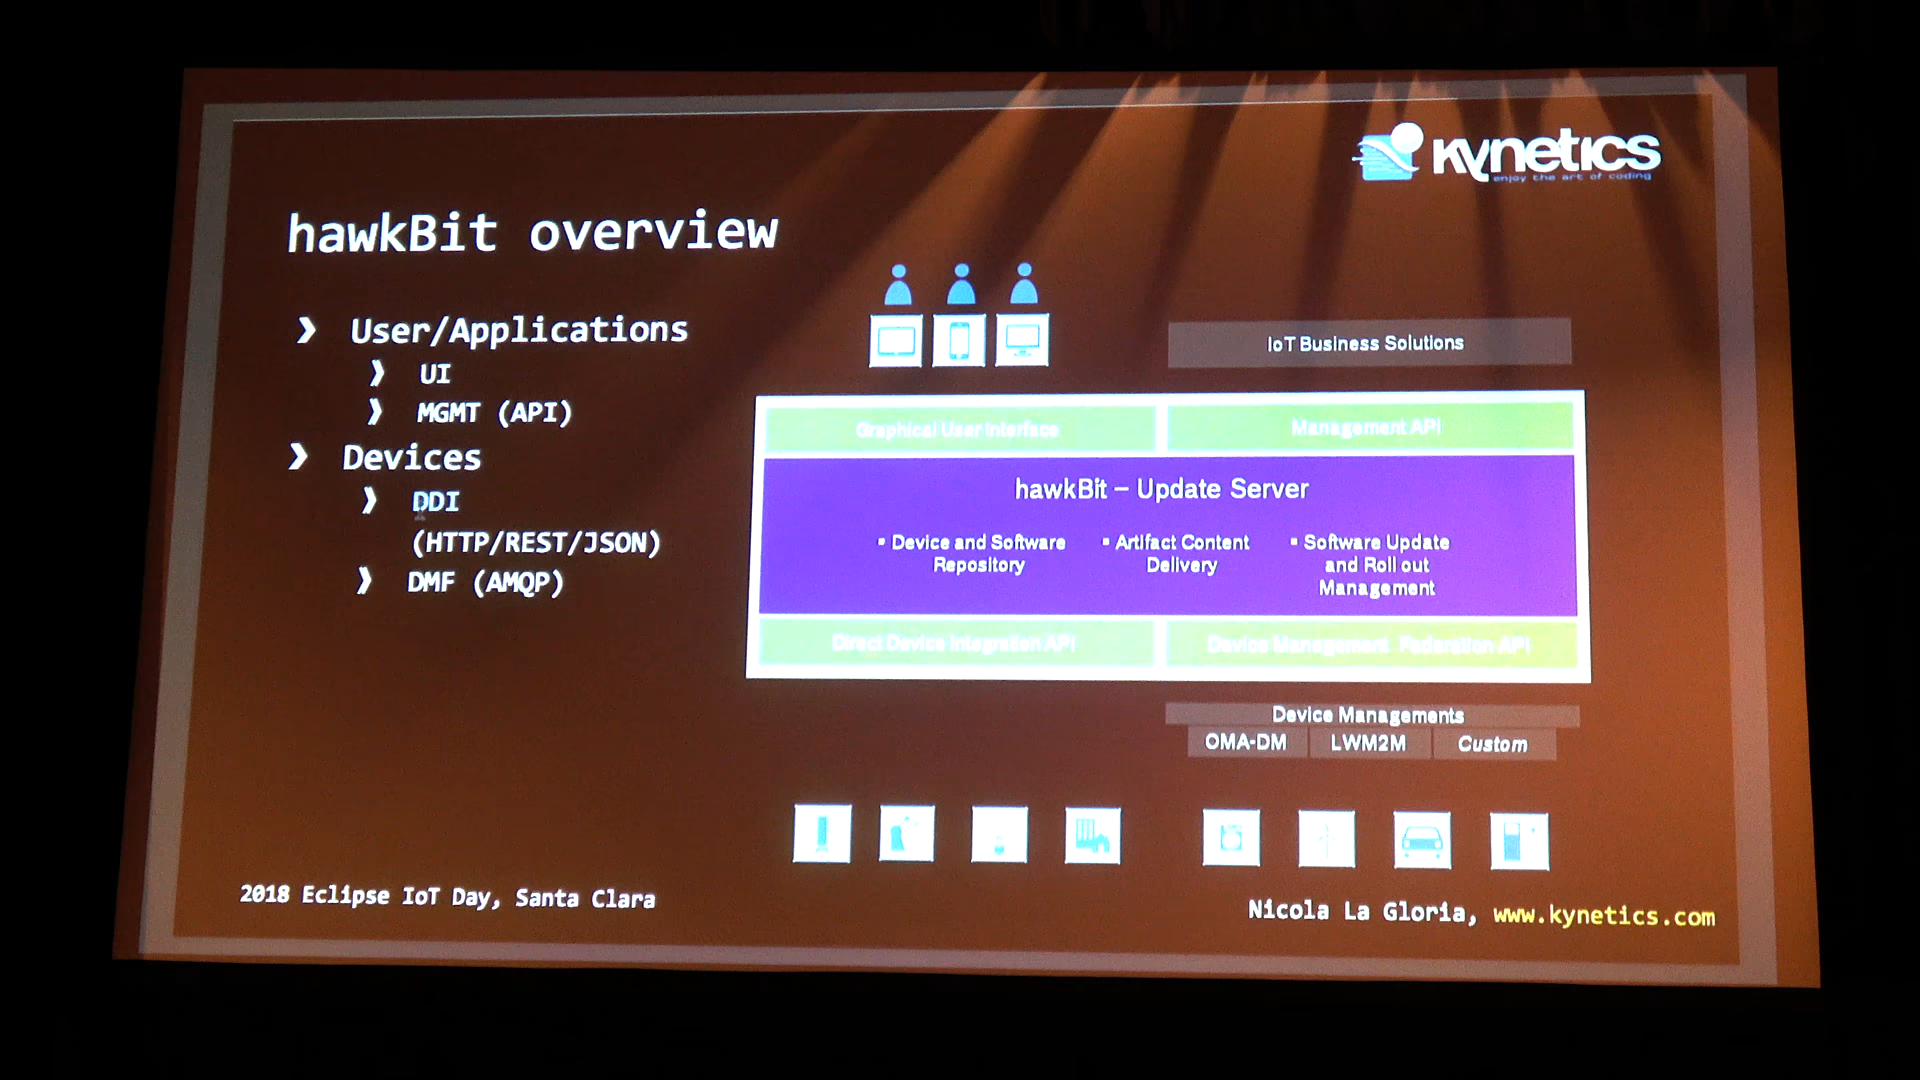 Kynetics
enjoy the art of coding
hawkBit overview
❯ User/Applications
❯ UI
❯ MGMT (API)
❯ Devices
❯ DDI
(HTTP/REST/JSON)
❯ DMF (AMQP)
IoT Business Solutions
Graphical User Interface
Management API
hawkBit – Update Server
▪ Device and Software
Repository
▪ Artifact Content
Delivery
▪ Software Update
and Roll out
Management
Direct Device Integration API
Device Management Federation API
Device Managements
OMA-DM
LWM2M
Custom
2018 Eclipse IoT Day, Santa Clara
Nicola La Gloria, www.kynetics.com